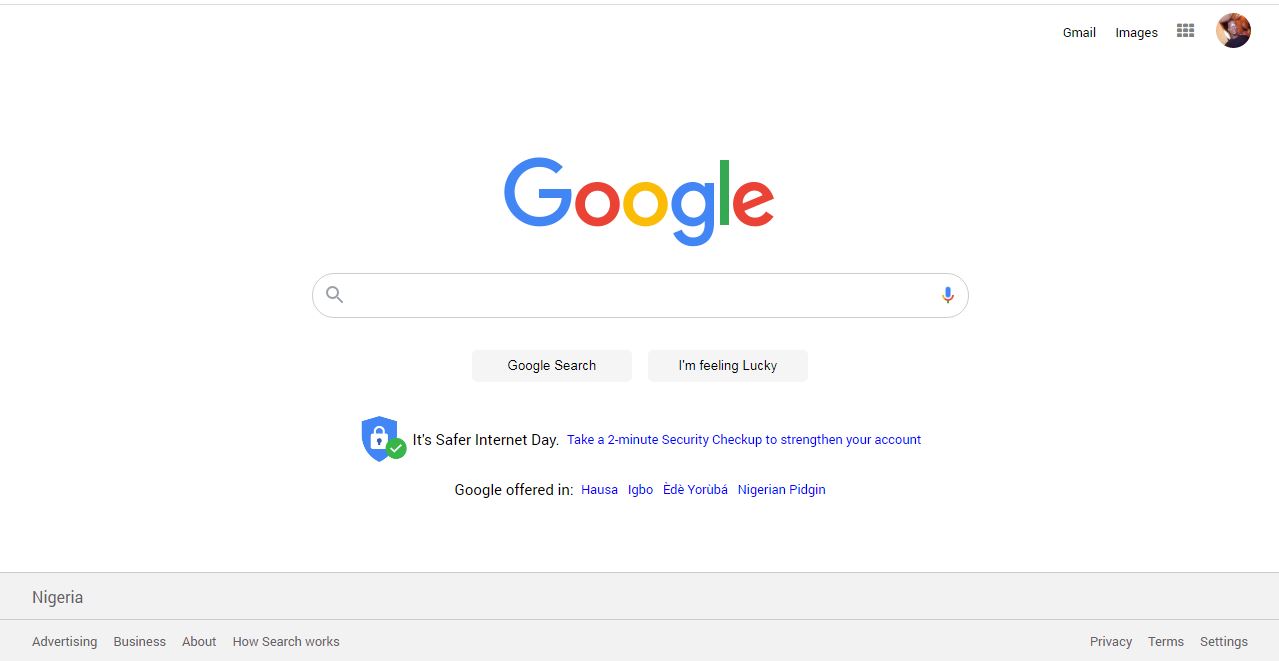 Gmail Images
Google
Google Search I'm feeling Lucky
It's Safer Internet Day. Take a 2-minute Security Checkup to strengthen your account
Google offered in: Hausa Igbo Èdè Yorùbá Nigerian Pidgin
Nigeria
Advertising Business About How Search works Privacy Terms Settings